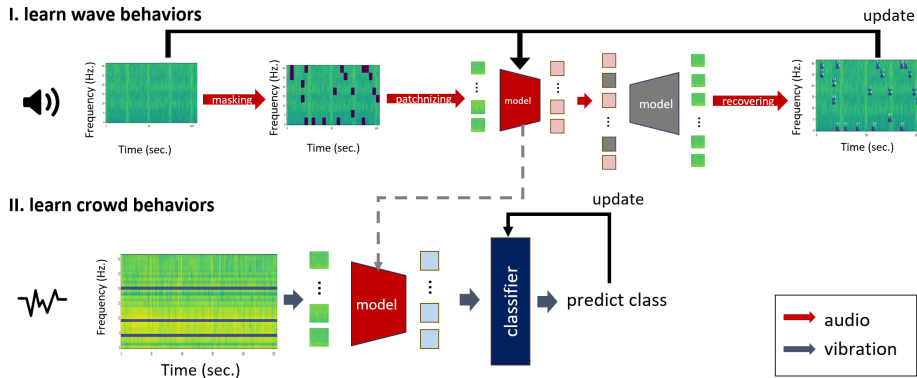 I. learn wave behaviors
update
Frequency (Hz.)
Time (sec.)
masking
Frequency (Hz.)
Time (sec.)
patchnizing
model
model
recovering
Frequency (Hz.)
Time (sec.)
II. learn crowd behaviors
update
Frequency (Hz.)
Time (sec.)
model
classifier
predict class
audio
vibration